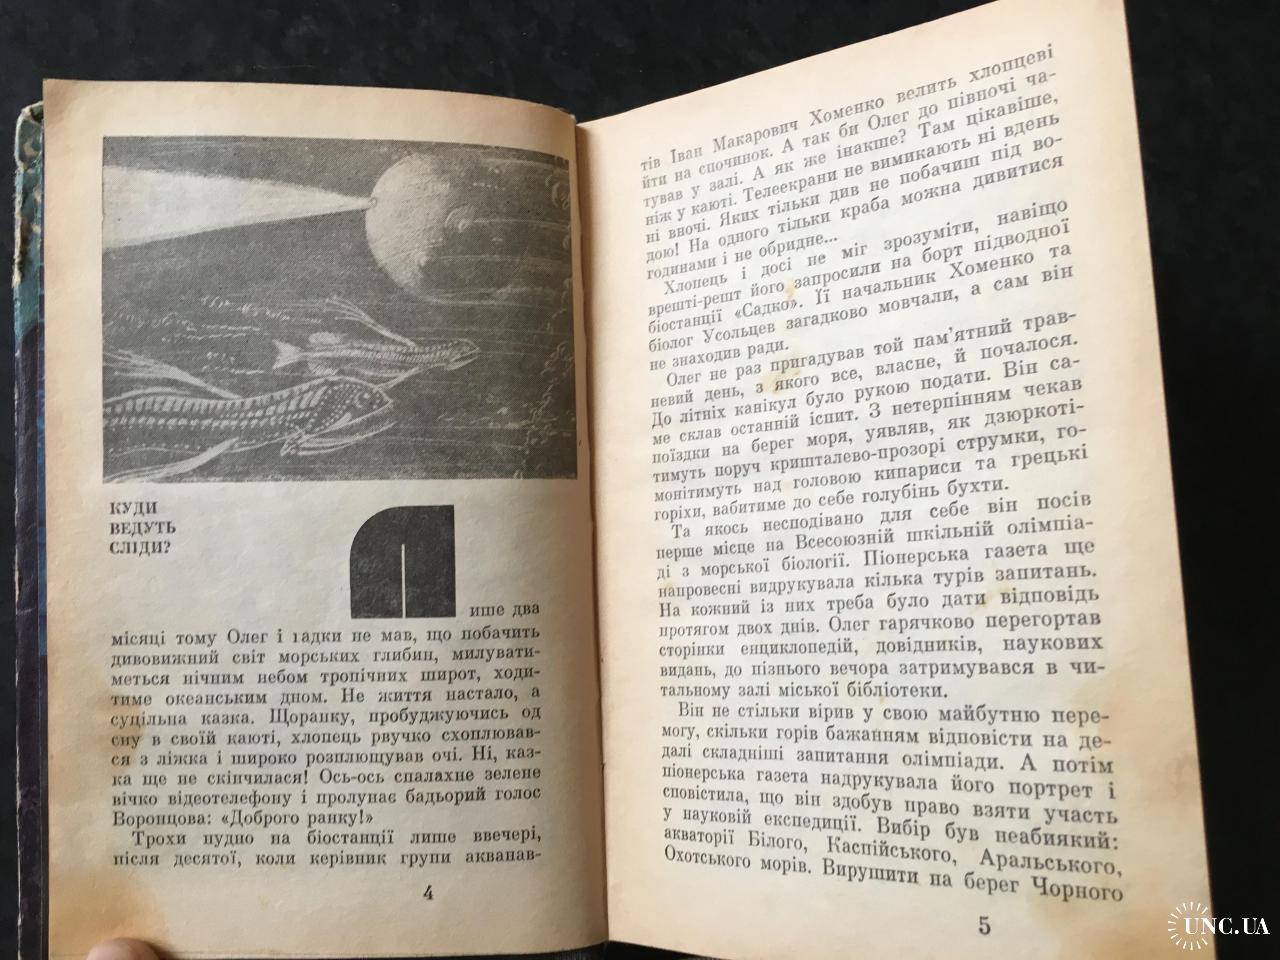 КУДИ
ВЕДУТЬ
СЛІДИ?
Лише два
місяці тому Олег і гадки не мав, що побачить
дивовижний світ морських глибин, милувати-
меться нічним небом тропічних широт, ходи-
тиме океанським дном. Не життя настало, а
суцільна казка. Щоранку, пробуджуючись од
сну в своїй каюті, хлопець рвучко схоплював-
ся з ліжка і широко розплющував очі. Ні, каз-
ка ще не скінчилася! Ось-ось спалахне зелене
вічко відеотелефону і пролунає бадьорий голос
Воронцова: «Доброго ранку!»
Трохи нудно на біостанції лише ввечері,
після десятої, коли керівник групи акванав-
4
тів Іван Макарович Хоменко велить хлопцеві
йти на спочинок. А так би Олег до півночі ча-
тував у залі. А як же інакше? Там цікавіше,
ніж у каюті. Телеекрани не вимикають ні вдень
ні вночі. Яких тільки див не побачиш під во-
дою! На одного тільки краба можна дивитися
годинами і не обридне...
Хлопець і досі не міг зрозуміти, навіщо
врешті-решт його запросили на борт підводної
біостанції «Садко». Її начальник Хоменко та
біолог Усольцев загадково мовчали, а сам він
не знаходив ради.
Олег не раз пригадував той пам’ятний трав-
невий день, з якого все, власне, й почалося.
До літніх канікул було рукою подати. Він са-
ме склав останній іспит. З нетерпінням чекав
поїздки на берег моря, уявляв, як дзюркоті-
тимуть поруч кришталево-прозорі струмки, го-
монітимуть над головою кипариси та грецькі
горіхи, вабитиме до себе голубінь бухти.
Та якось несподівано для себе він посів
перше місце на Всесоюзній шкільній олімпіа-
ді з морської біології. Піонерська газета ще
напровесні видрукувала кілька турів запитань.
На кожний із них треба було дати відповідь
протягом двох днів. Олег гарячково перегортав
сторінки енциклопедій, довідників, наукових
видань, до пізнього вечора затримувався в чи-
тальному залі міської бібліотеки.
Він не стільки вірив у свою майбутню пере-
могу, скільки горів бажанням відповісти на де-
далі складніші запитання олімпіади. А потім
піонерська газета надрукувала його портрет і
сповістила, що він здобув право взяти участь
у науковій експедиції. Вибір був неабиякий:
акваторії Білого, Каспійського, Аральського,
Охотського морів. Вирушити на берег Чорного
5
UNC.UA